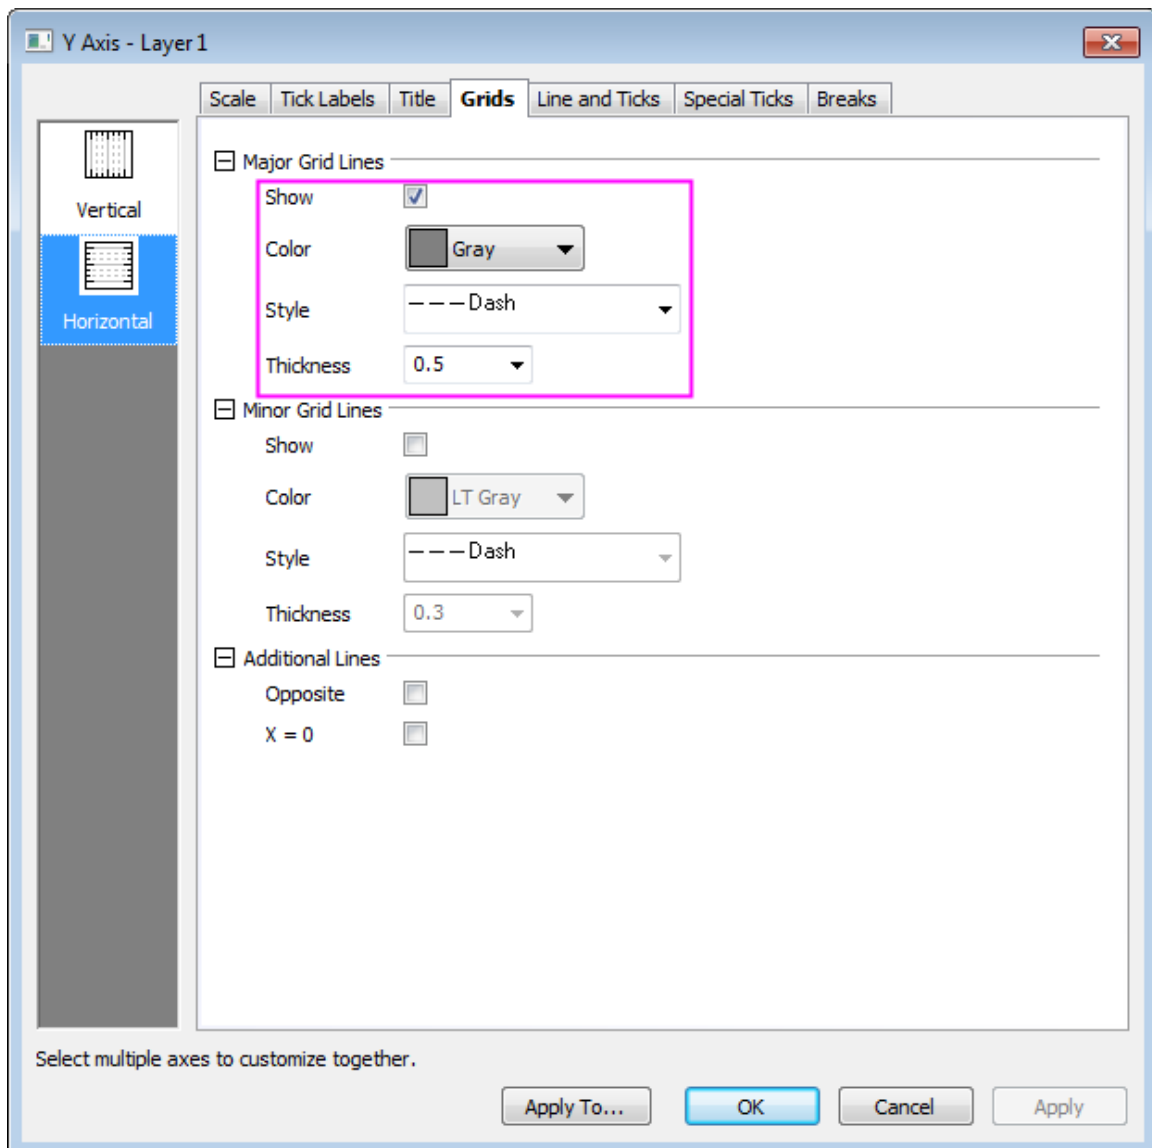 Y Axis - Layer 1
Scale Tick Labels Title Grids Line and Ticks Special Ticks Breaks
Vertical
Horizontal
Major Grid Lines
Show
Color Gray
Style Dash
Thickness 0.5
Minor Grid Lines
Show
Color LT Gray
Style Dash
Thickness 0.3
Additional Lines
Opposite
X = 0
Select multiple axes to customize together.
Apply To... OK Cancel Apply